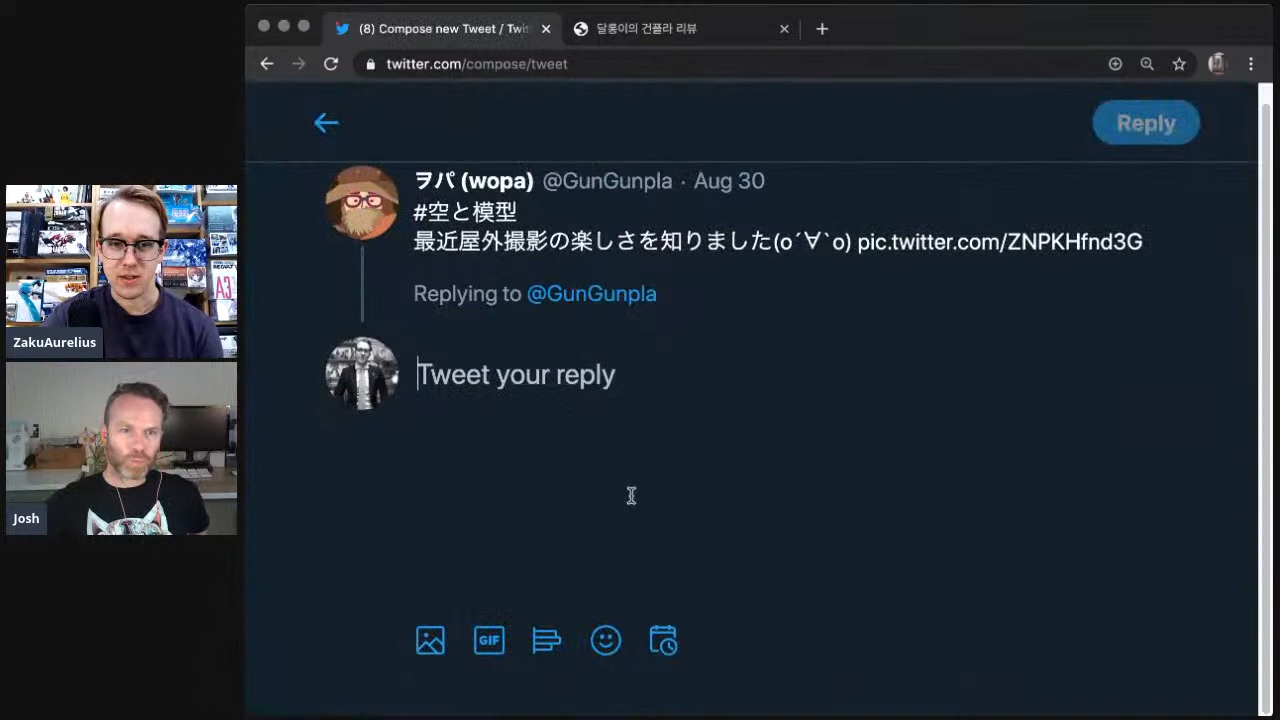 (8) Compose new Tweet / Twit
달롱이의 건플라 리뷰
twitter.com/compose/tweet
Reply
ヲパ (wopa) @GunGunpla · Aug 30
#空と模型
最近屋外撮影の楽しさを知りました(o´∀`o) pic.twitter.com/ZNPKHfnd3G
Replying to @GunGunpla
Tweet your reply
GIF
ZakuAurelius
Josh
A3